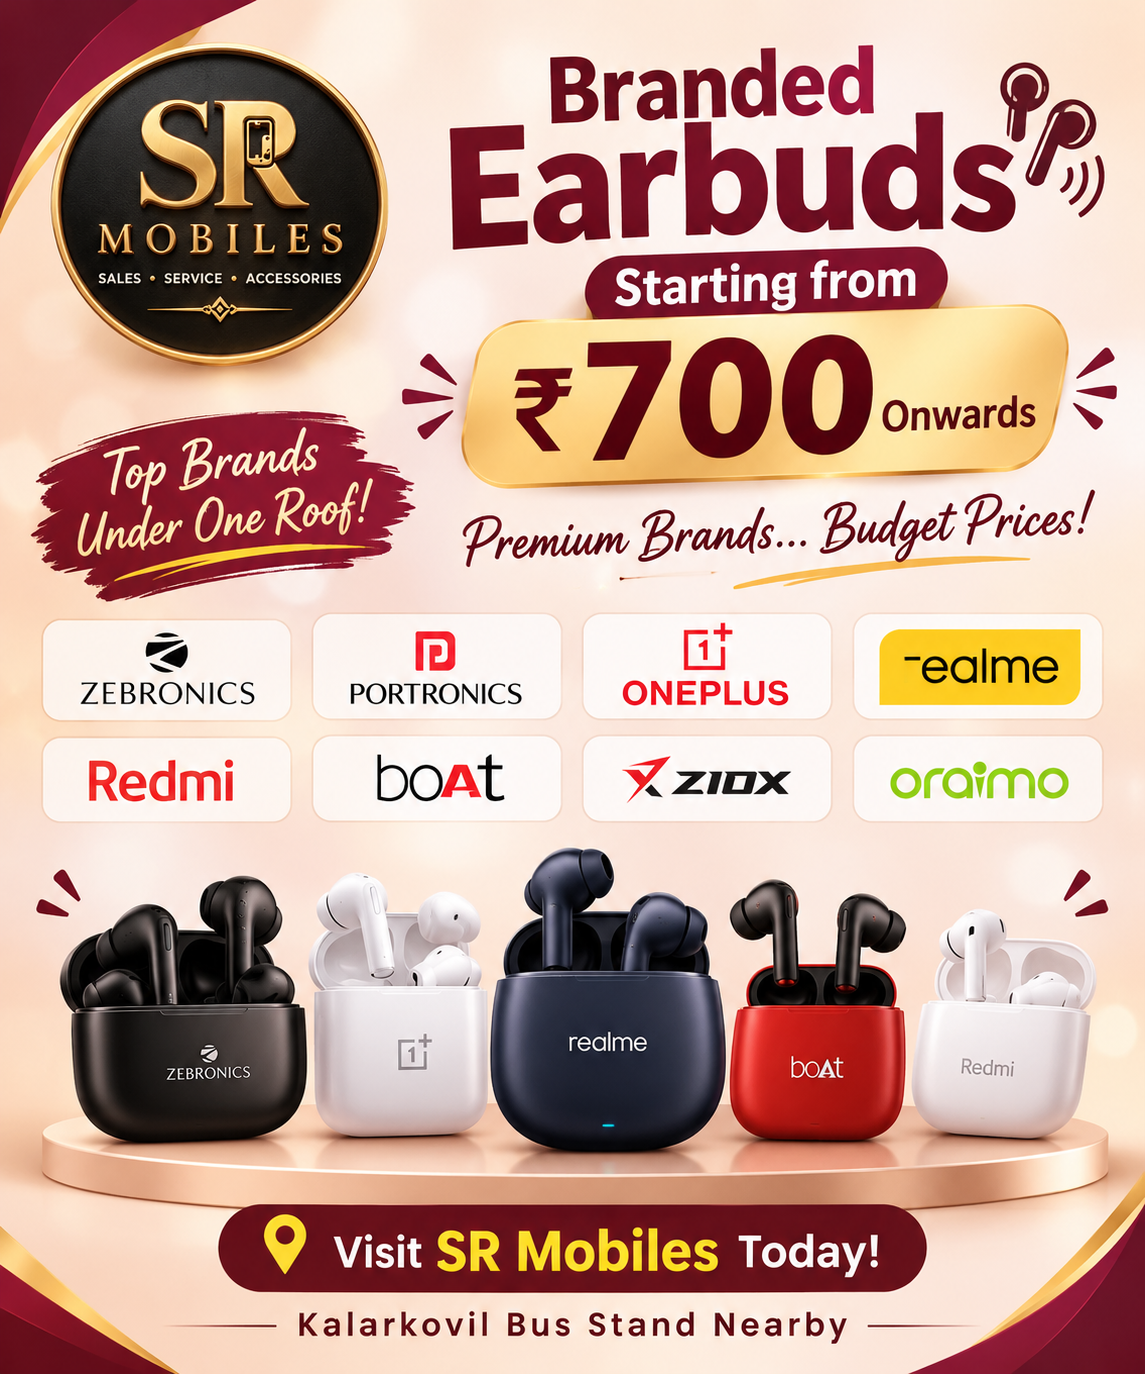 SR
MOBILES
SALES • SERVICE • ACCESSORIES
Branded
Earbuds
Starting from
₹700 Onwards
Top Brands
Under One Roof!
Premium Brands... Budget Prices!
ZEBRONICS
PORTRONICS
1+
ONEPLUS
realme
Redmi
boAt
ZIOX
oraimo
ZEBRONICS
1+
realme
boAt
Redmi
Visit SR Mobiles Today!
Kalarkovil Bus Stand Nearby